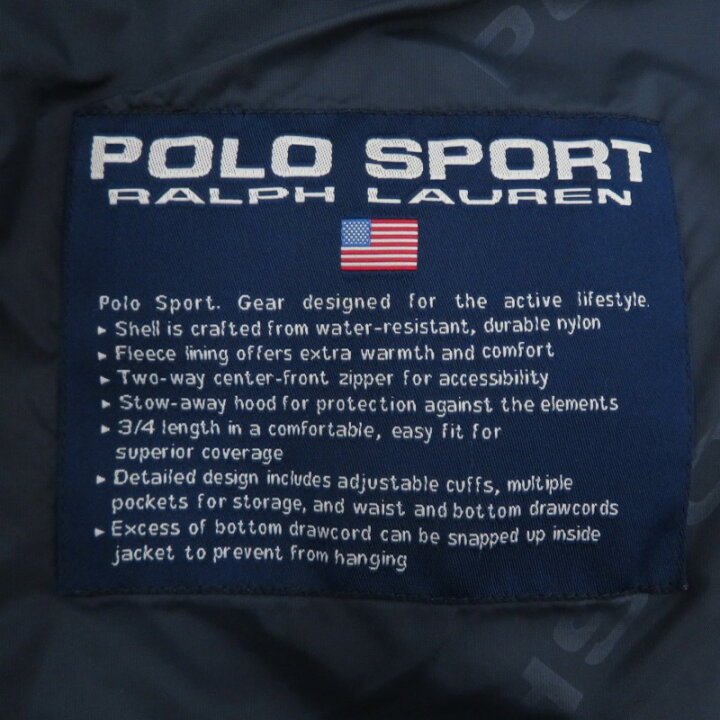 POLO SPORT
RALPH LAUREN
Polo Sport. Gear designed for the active lifestyle.
▸ Shell is crafted from water-resistant, durable nylon
▸ Fleece lining offers extra warmth and comfort
▸ Two-way center-front zipper for accessibility
▸ Stow-away hood for protection against the elements
▸ 3/4 length in a comfortable, easy fit for
superior coverage
▸ Detailed design includes adjustable cuffs, multiple
pockets for storage, and waist and bottom drawcords
▸ Excess of bottom drawcord can be snapped up inside
jacket to prevent from hanging